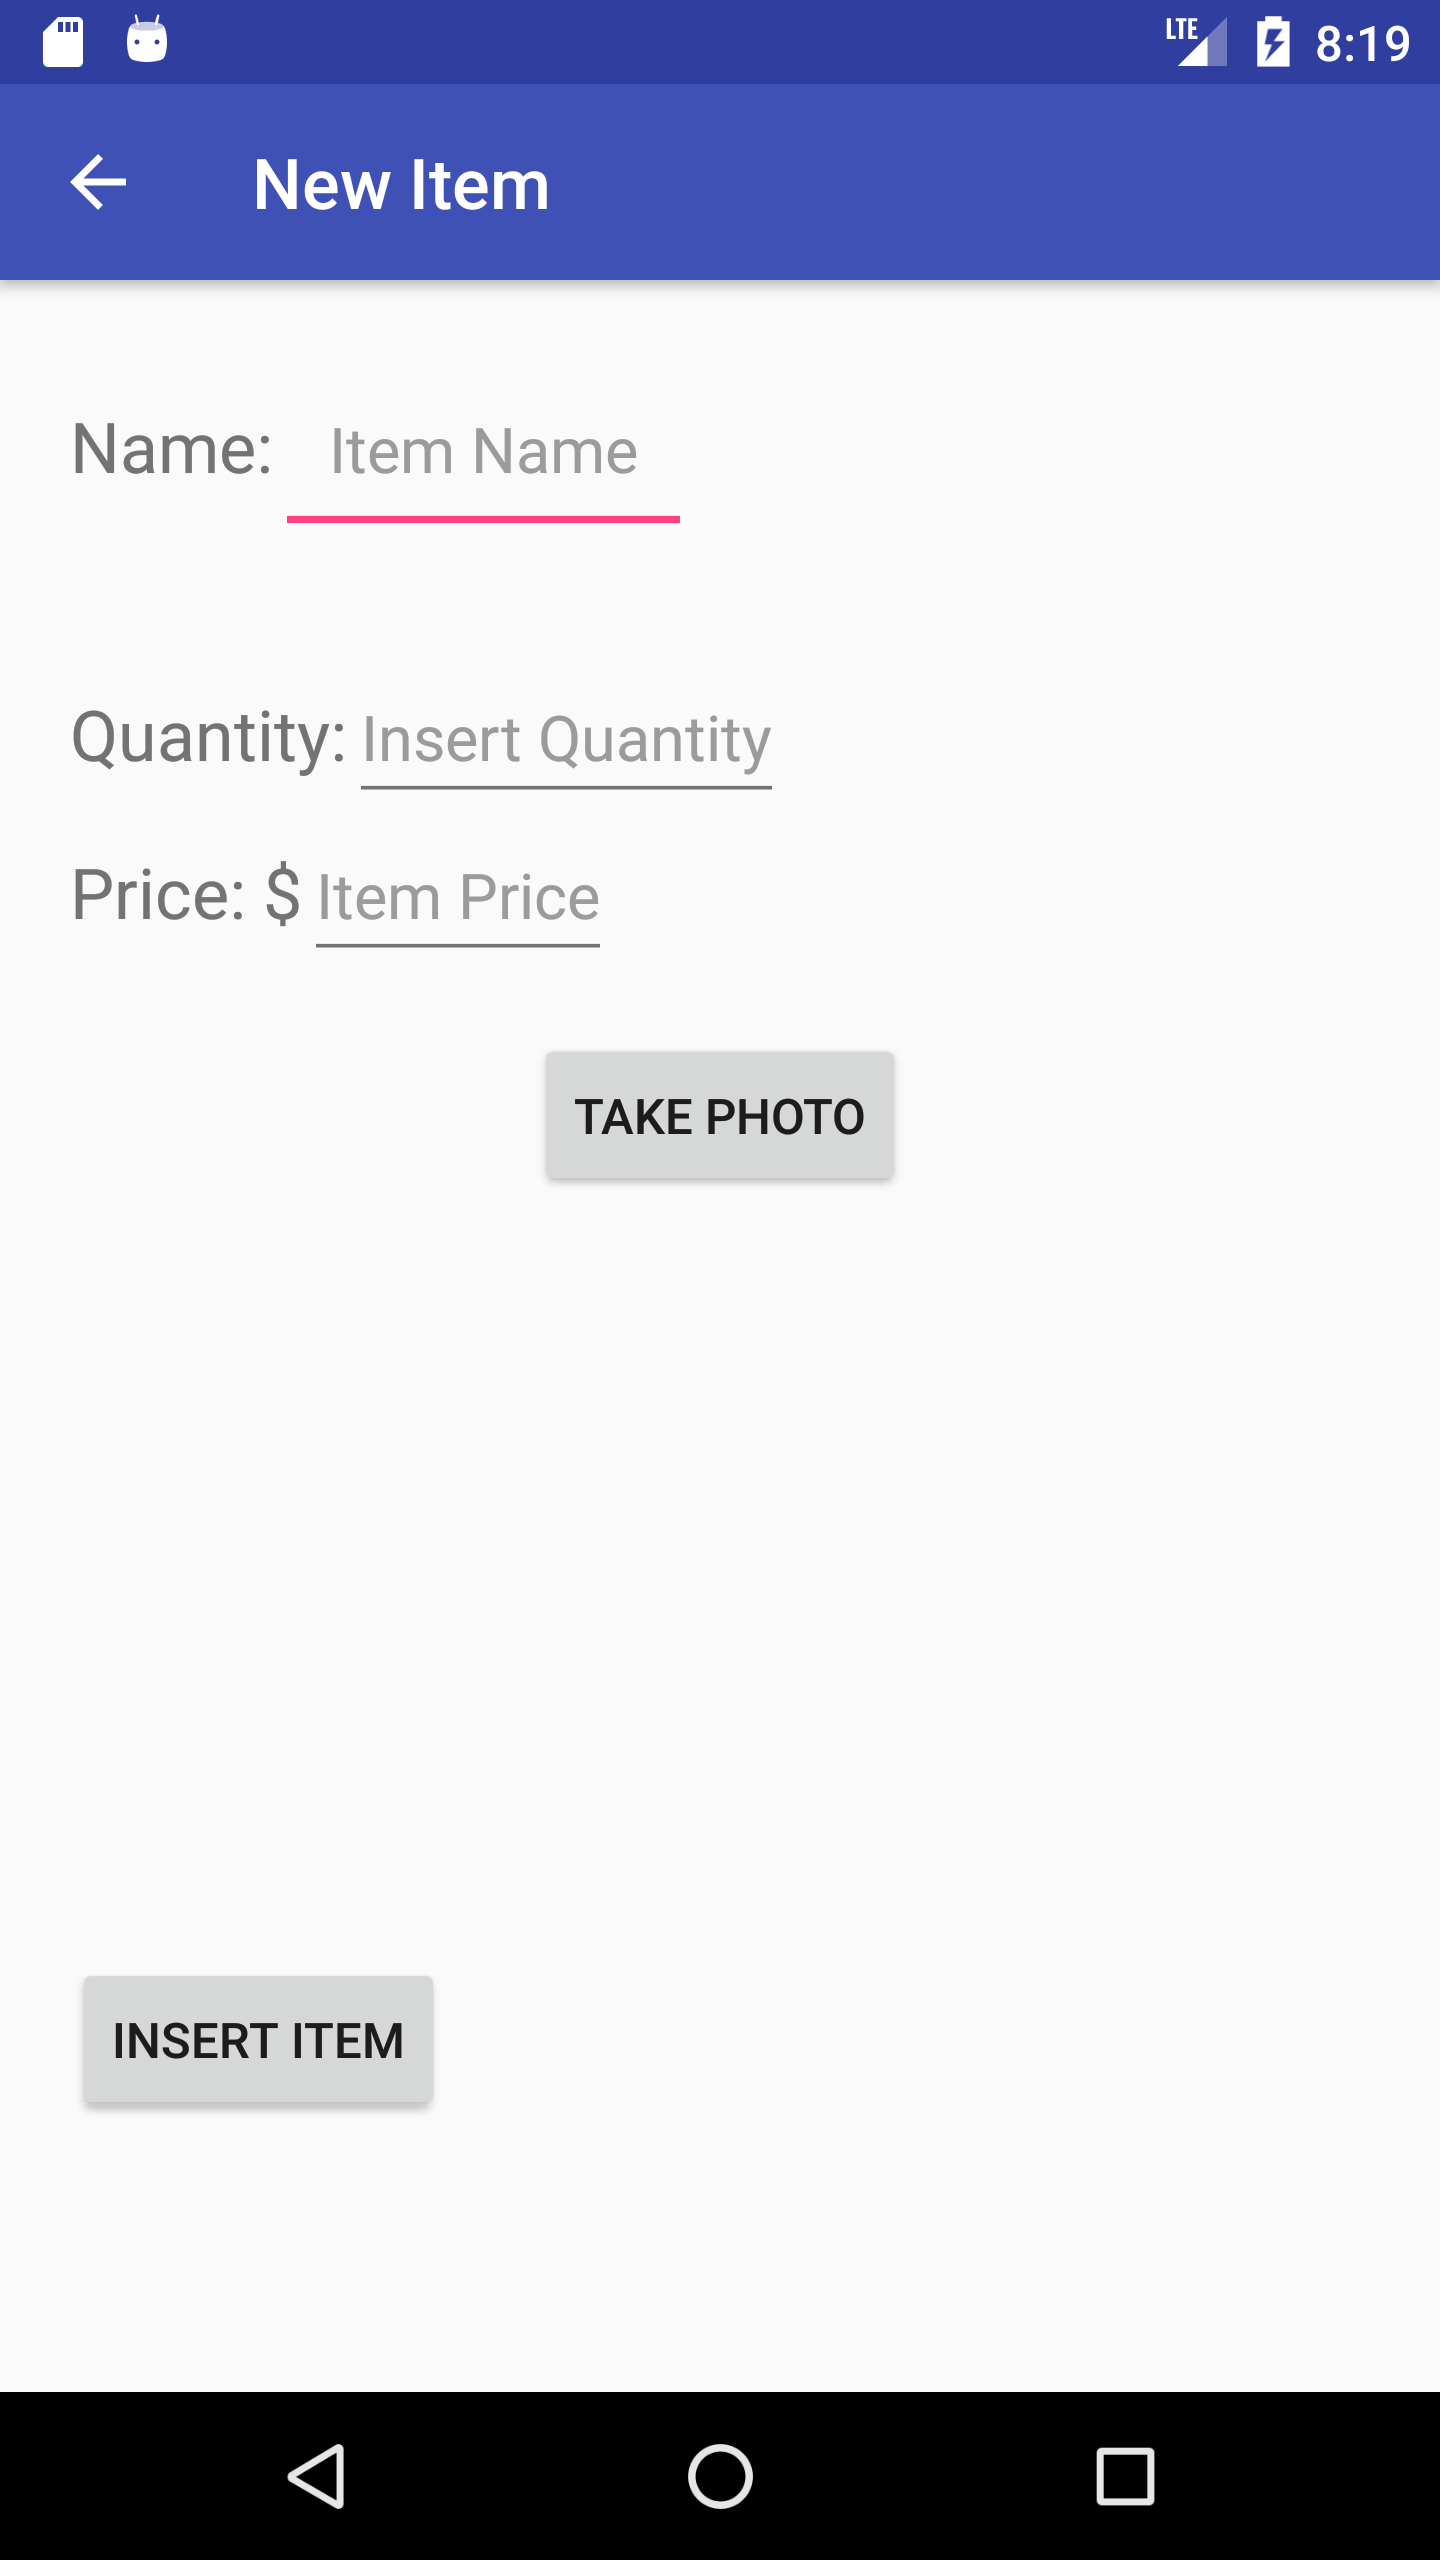 LTE 8:19
New Item
Name: Item Name
Quantity: Insert Quantity
Price: $ Item Price
TAKE PHOTO
INSERT ITEM